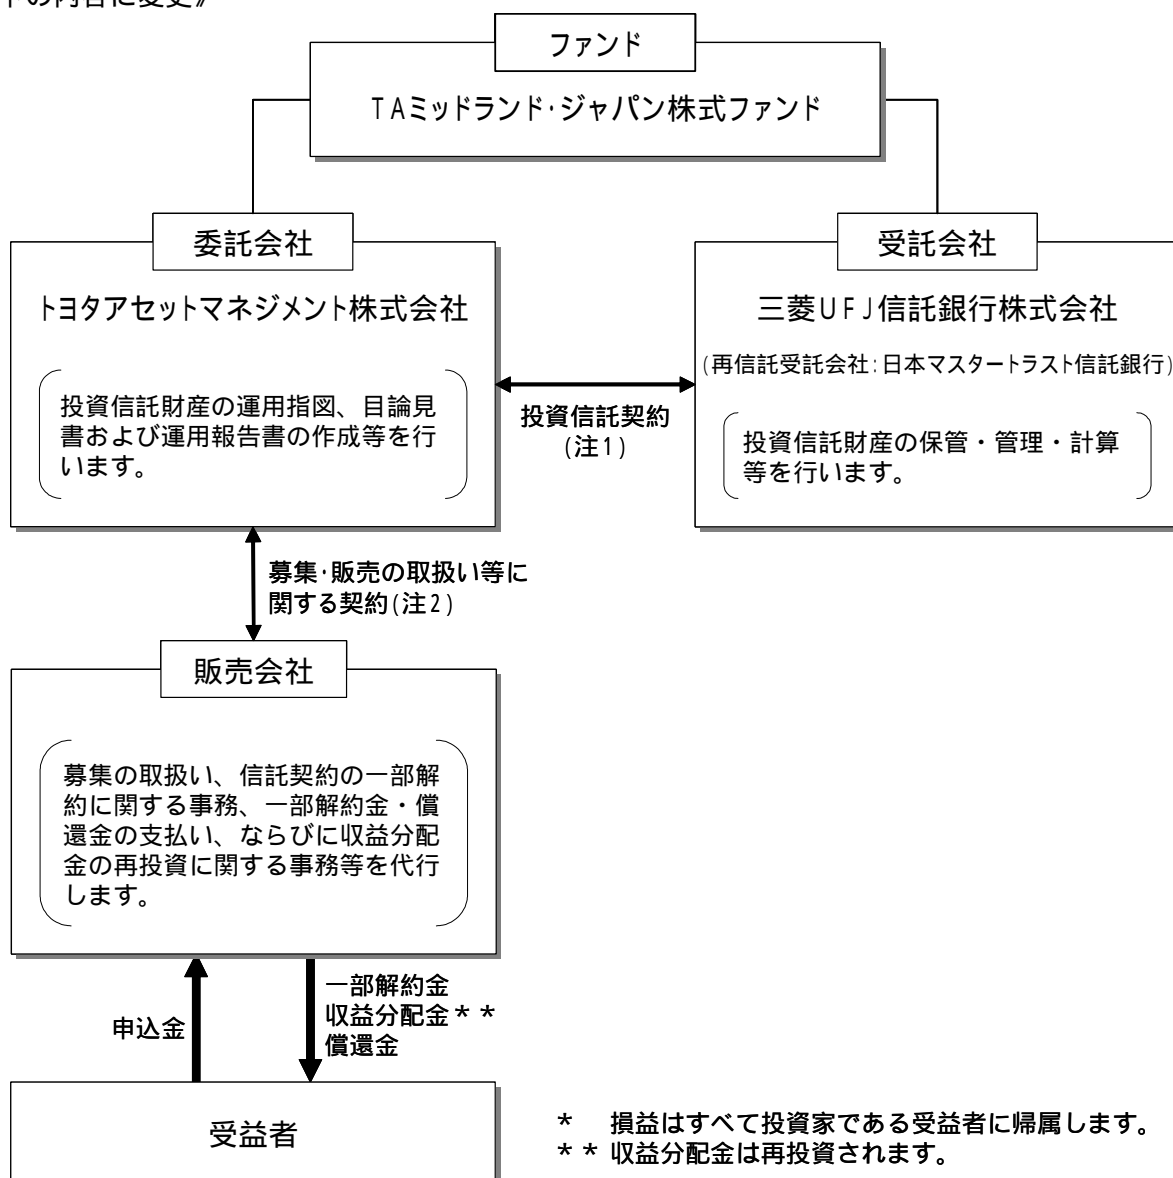 下の内容に変更》
ファンド
TAミッドランド・ジャパン株式ファンド
委託会社
トヨタアセットマネジメント株式会社
投資信託財産の運用指図、目論見
書および運用報告書の作成等を行
います。
受託会社
三菱UFJ信託銀行株式会社
(再信託受託会社:日本マスタートラスト信託銀行)
投資信託財産の保管・管理・計算
等を行います。
投資信託契約
(注1)
募集・販売の取扱い等に
関する契約(注2)
販売会社
募集の取扱い、信託契約の一部解
約に関する事務、一部解約金・償
還金の支払い、ならびに収益分配
金の再投資に関する事務等を代行
します。
申込金
一部解約金
収益分配金**
償還金
受益者
* 損益はすべて投資家である受益者に帰属します。
** 収益分配金は再投資されます。